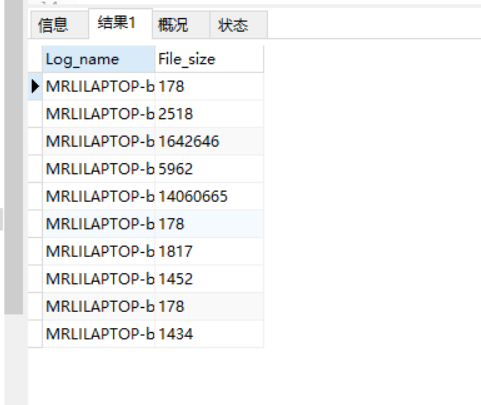 信息 结果1 概况 状态
Log_name File_size
MRLILAPTOP-b 178
MRLILAPTOP-b 2518
MRLILAPTOP-b 1642646
MRLILAPTOP-b 5962
MRLILAPTOP-b 14060665
MRLILAPTOP-b 178
MRLILAPTOP-b 1817
MRLILAPTOP-b 1452
MRLILAPTOP-b 178
MRLILAPTOP-b 1434